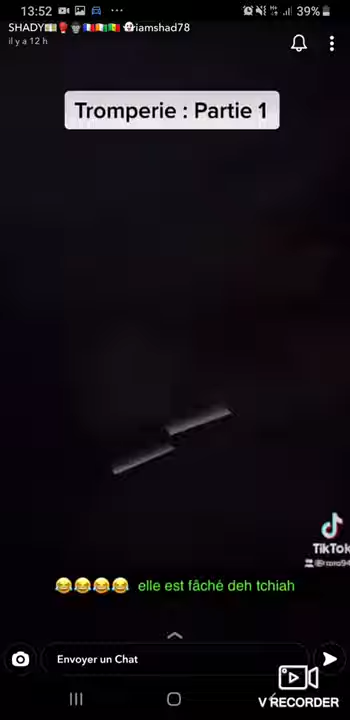 13:52
39%
SHADY💵🌹🦍🇫🇷🇨🇮🇸🇳 👻riamshad78
il y a 12 h
Tromperie : Partie 1
TikTok
😂😂😂😂 elle est fâché deh tchiah
Envoyer un Chat
V RECORDER